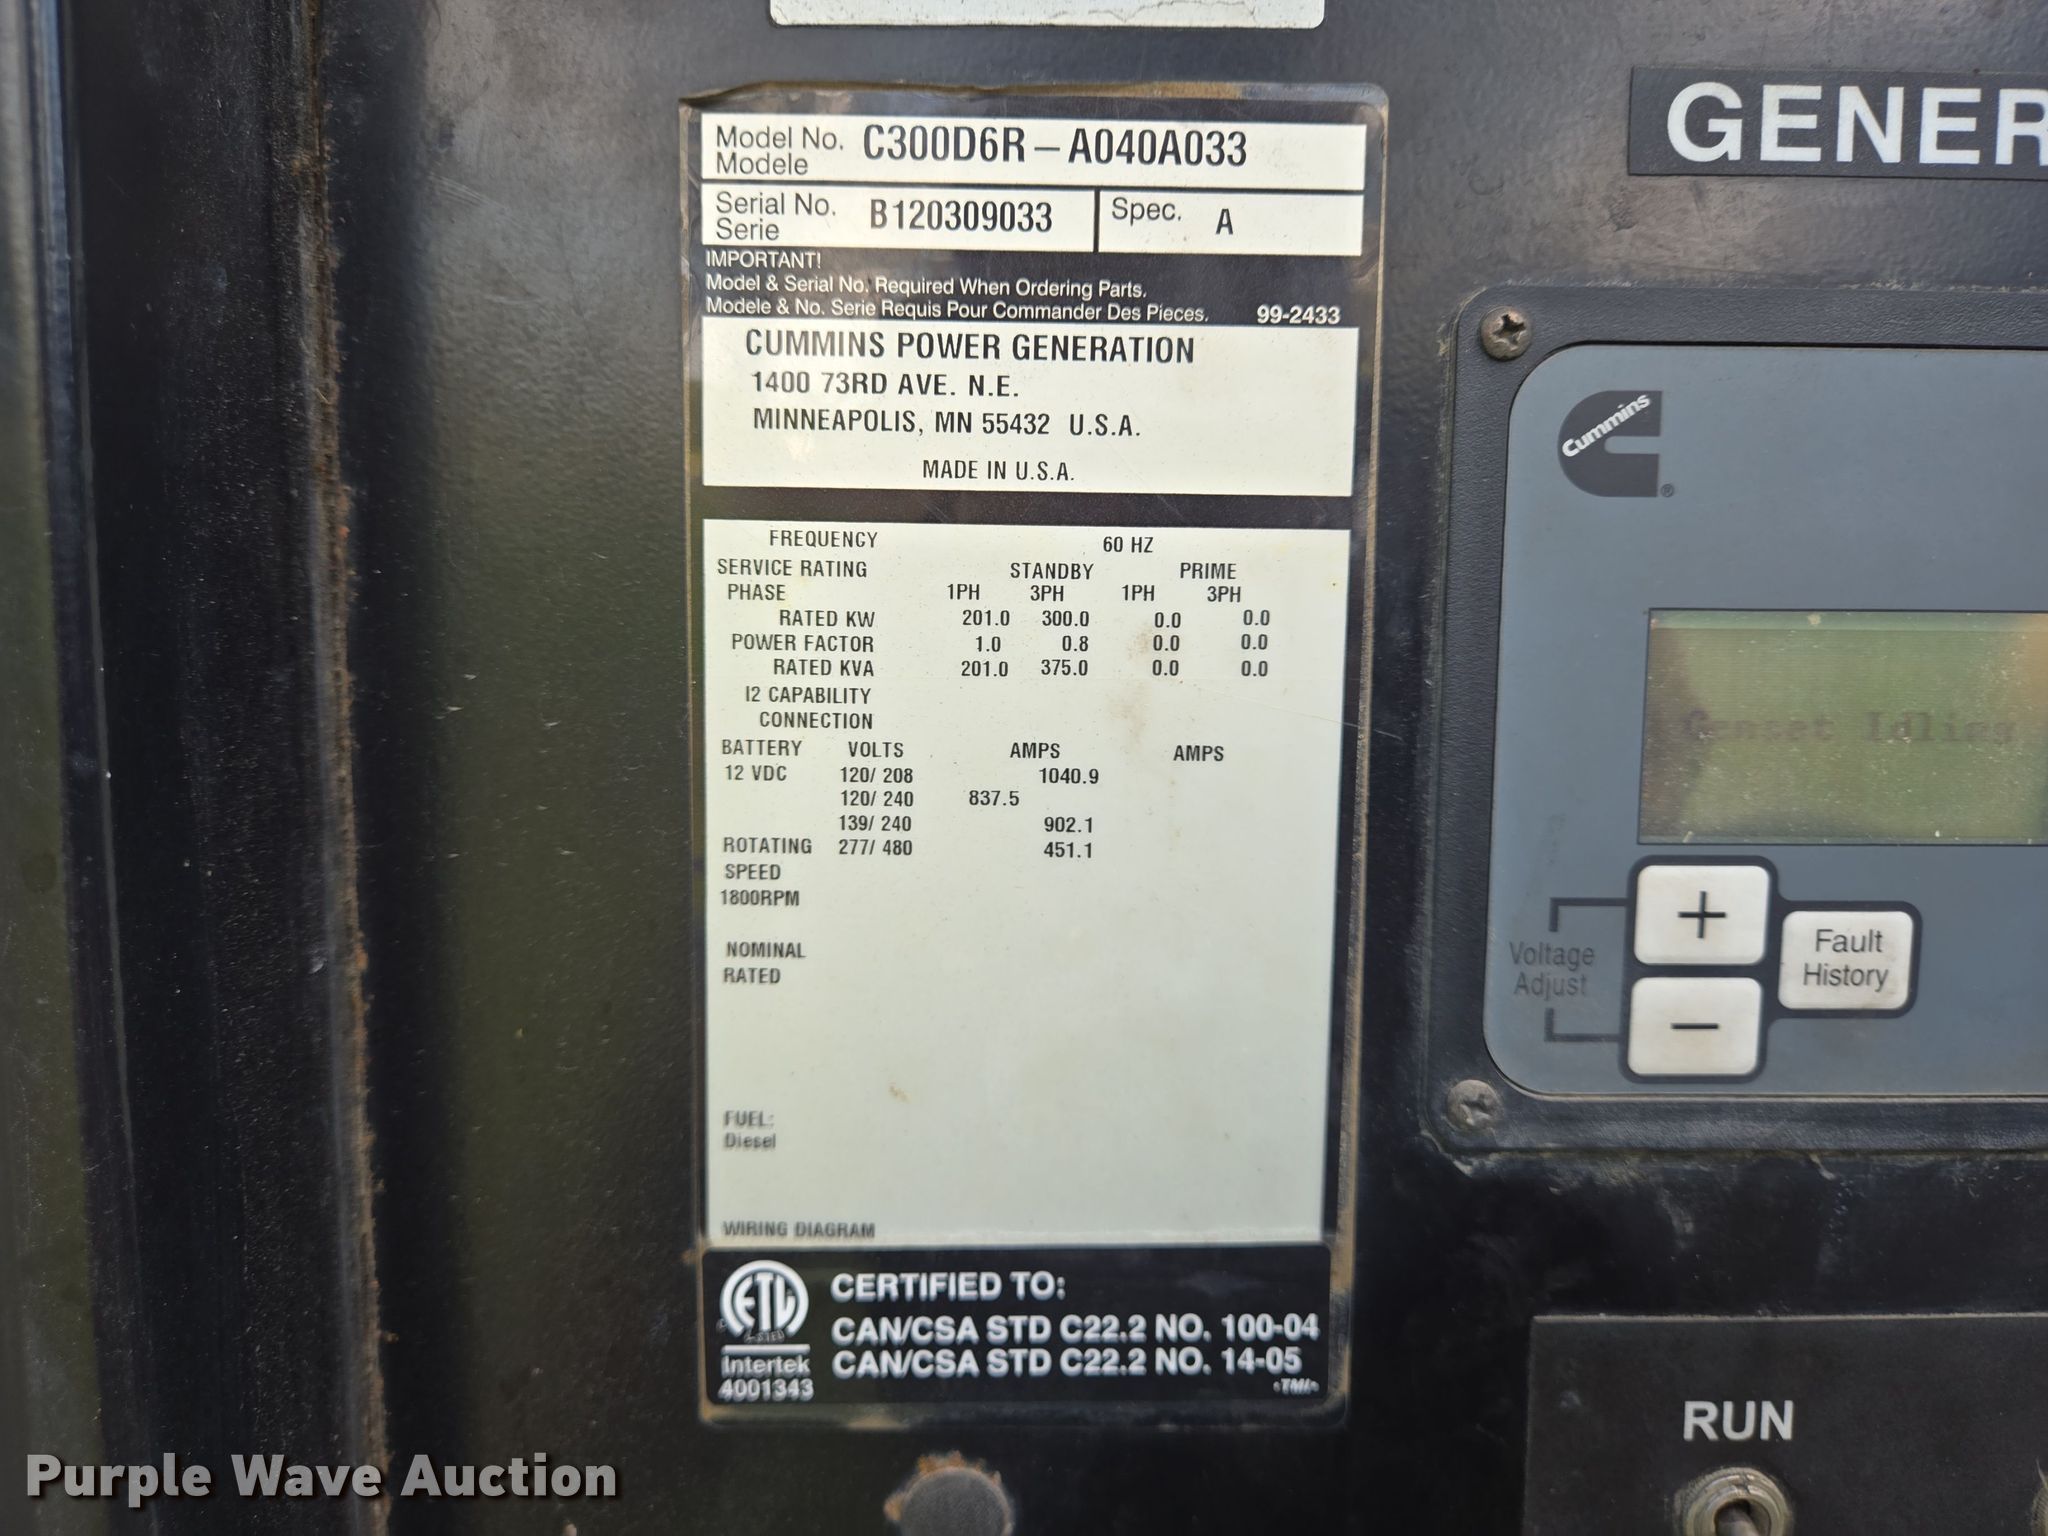 Model No. C300D6R – A040A033
Modele
Serial No. B120309033 Spec. A
Serie
IMPORTANT!
Model & Serial No. Required When Ordering Parts.
Modele & No. Serie Requis Pour Commander Des Pieces. 99-2433
CUMMINS POWER GENERATION
1400 73RD AVE. N.E.
MINNEAPOLIS, MN 55432 U.S.A.
MADE IN U.S.A.
FREQUENCY 60 HZ
SERVICE RATING STANDBY PRIME
PHASE 1PH 3PH 1PH 3PH
RATED KW 201.0 300.0 0.0 0.0
POWER FACTOR 1.0 0.8 0.0 0.0
RATED KVA 201.0 375.0 0.0 0.0
I2 CAPABILITY
CONNECTION
BATTERY VOLTS AMPS AMPS
12 VDC 120/ 208 1040.9
120/ 240 837.5
139/ 240 902.1
ROTATING 277/ 480 451.1
SPEED
1800RPM
NOMINAL
RATED
FUEL:
Diesel
WIRING DIAGRAM
ETL CERTIFIED TO:
CAN/CSA STD C22.2 NO. 100-04
Intertek CAN/CSA STD C22.2 NO. 14-05
4001343 <TMI>
GENER
Cummins
®
Genset Idling
+
Voltage
Adjust
Fault
History
−
RUN
Purple Wave Auction